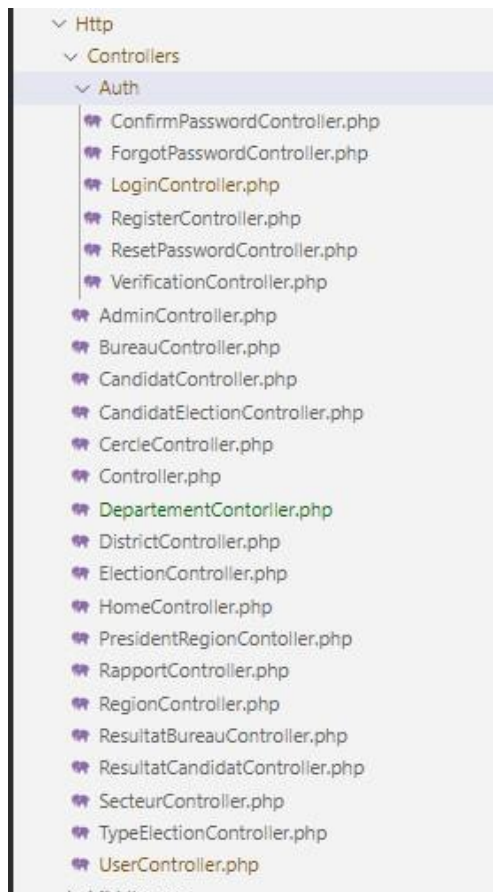 Http
Controllers
Auth
ConfirmPasswordController.php
ForgotPasswordController.php
LoginController.php
RegisterController.php
ResetPasswordController.php
VerificationController.php
AdminController.php
BureauController.php
CandidatController.php
CandidatElectionController.php
CercleController.php
Controller.php
DepartementContorller.php
DistrictController.php
ElectionController.php
HomeController.php
PresidentRegionContoller.php
RapportController.php
RegionController.php
ResultatBureauController.php
ResultatCandidatController.php
SecteurController.php
TypeElectionController.php
UserController.php